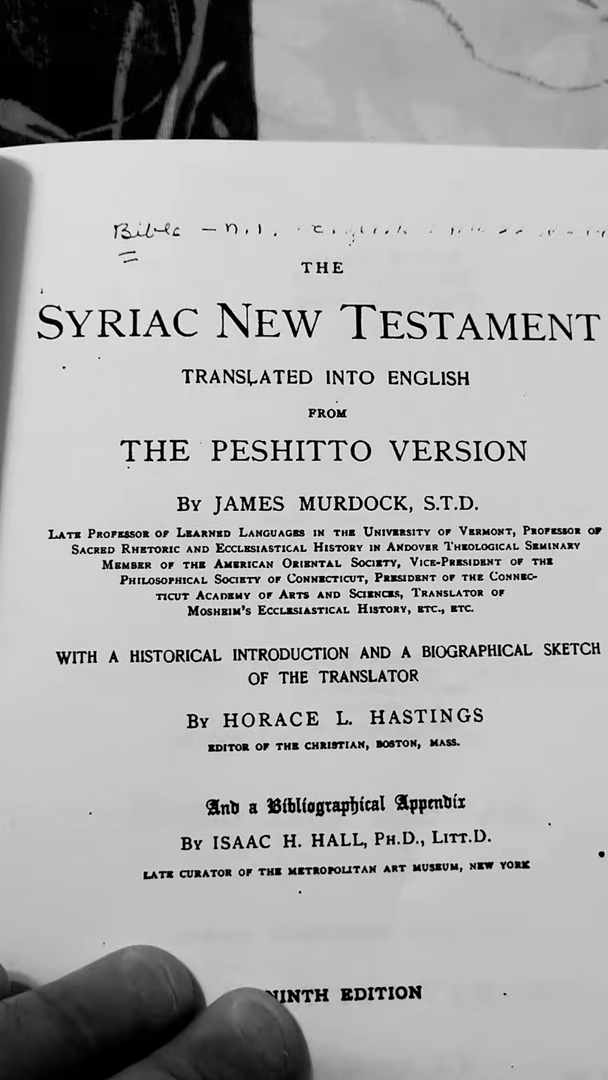 Bible - N.T. English
THE
SYRIAC NEW TESTAMENT
TRANSLATED INTO ENGLISH
FROM
THE PESHITTO VERSION
BY JAMES MURDOCK, S.T.D.
LATE PROFESSOR OF LEARNED LANGUAGES IN THE UNIVERSITY OF VERMONT, PROFESSOR OF
SACRED RHETORIC AND ECCLESIASTICAL HISTORY IN ANDOVER THEOLOGICAL SEMINARY
MEMBER OF THE AMERICAN ORIENTAL SOCIETY, VICE-PRESIDENT OF THE
PHILOSOPHICAL SOCIETY OF CONNECTICUT, PRESIDENT OF THE CONNEC-
TICUT ACADEMY OF ARTS AND SCIENCES, TRANSLATOR OF
MOSHEIM'S ECCLESIASTICAL HISTORY, ETC., ETC.
WITH A HISTORICAL INTRODUCTION AND A BIOGRAPHICAL SKETCH
OF THE TRANSLATOR
BY HORACE L. HASTINGS
EDITOR OF THE CHRISTIAN, BOSTON, MASS.
And a Bibliographical Appendix
BY ISAAC H. HALL, PH.D., LITT.D.
LATE CURATOR OF THE METROPOLITAN ART MUSEUM, NEW YORK
NINTH EDITION